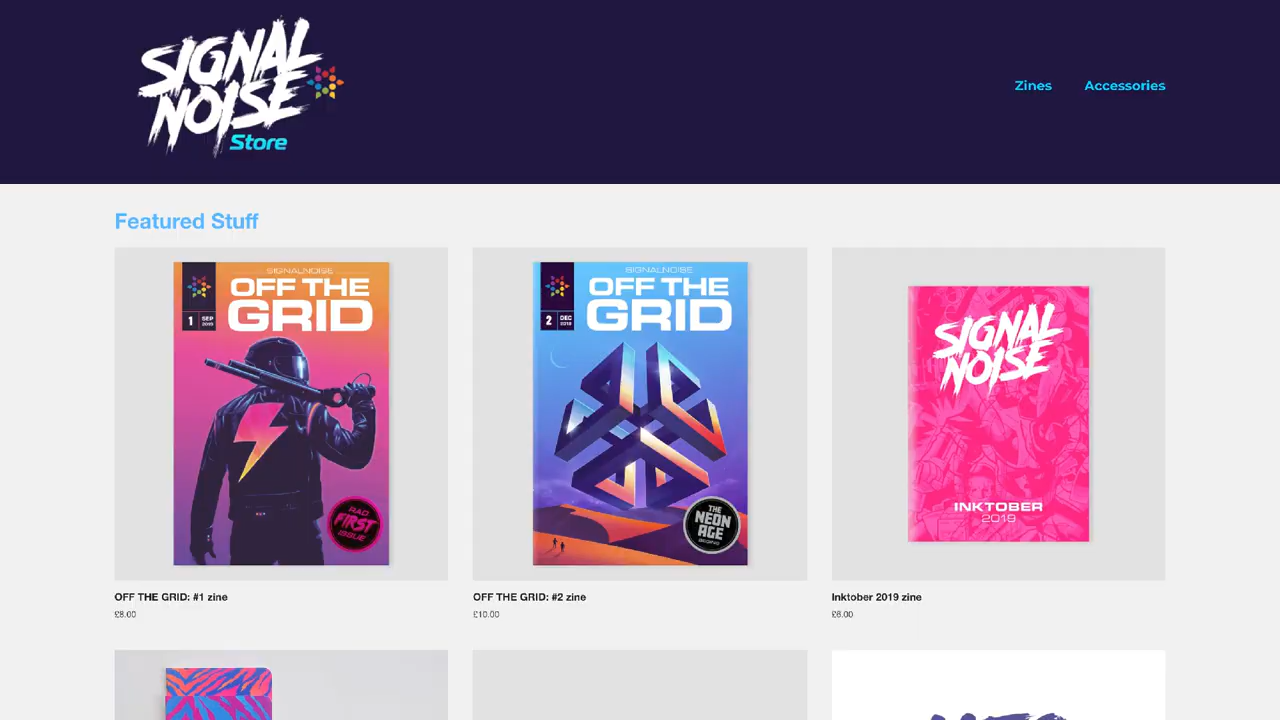 SIGNAL
NOISE
Store
Zines
Accessories
Featured Stuff
SIGNALNOISE
OFF THE
GRID
1
SEP
2019
RAD
FIRST
ISSUE
SIGNALNOISE
OFF THE
GRID
2
DEC
2019
THE
NEON
AGE
BEGINS
SIGNAL
NOISE
INKTOBER
2019
OFF THE GRID: #1 zine
£8.00
OFF THE GRID: #2 zine
£10.00
Inktober 2019 zine
£6.00